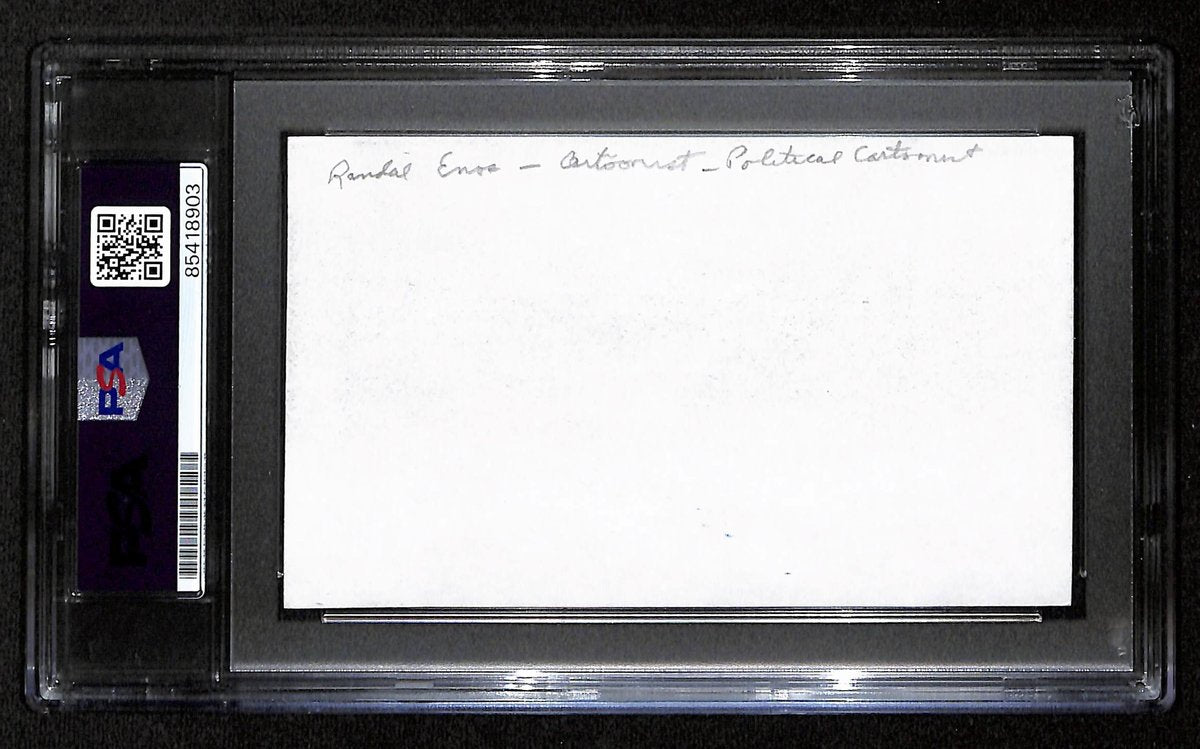 Randal Enos – Cartoonist – Political Cartoonist
85418903
PSA
PSA